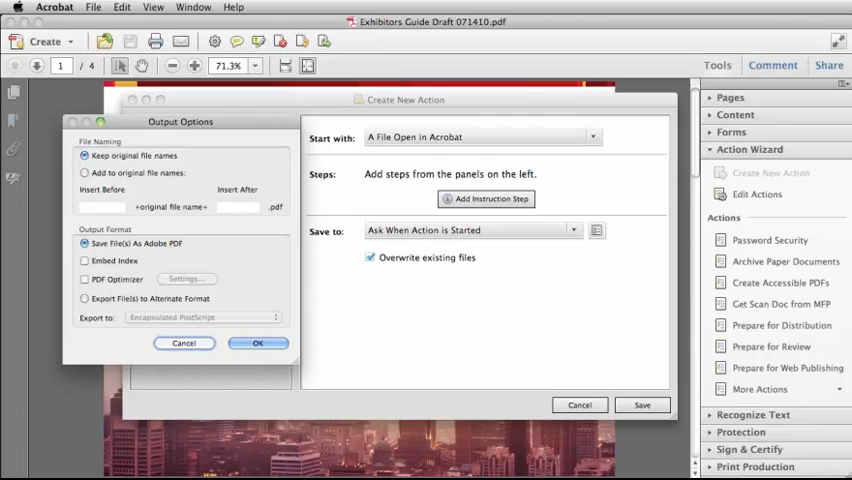 Acrobat File Edit View Window Help
Exhibitors Guide Draft 071410.pdf
Create
1 / 4 71.3% Tools Comment Share
Create New Action
Output Options
File Naming
Keep original file names
Add to original file names:
Insert Before Insert After
+original file name+ .pdf
Output Format
Save File(s) As Adobe PDF
Embed Index
PDF Optimizer Settings...
Export File(s) to Alternate Format
Export to: Encapsulated PostScript
Cancel OK
Start with: A File Open in Acrobat
Steps: Add steps from the panels on the left.
Add Instruction Step
Save to: Ask When Action is Started
Overwrite existing files
Cancel Save
Pages
Content
Forms
Action Wizard
Create New Action
Edit Actions
Actions
Password Security
Archive Paper Documents
Create Accessible PDFs
Get Scan Doc from MFP
Prepare for Distribution
Prepare for Review
Prepare for Web Publishing
More Actions
Recognize Text
Protection
Sign & Certify
Print Production